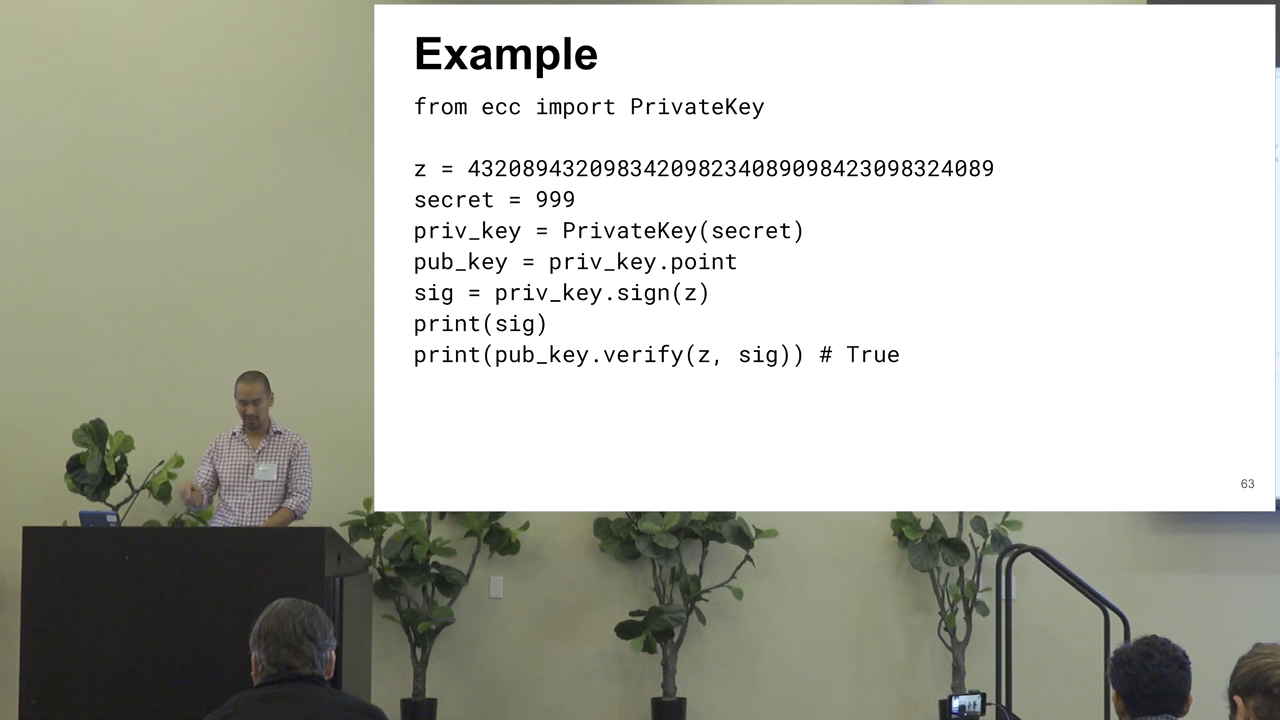 Example
from ecc import PrivateKey
z = 432089432098342098234089098423098324089
secret = 999
priv_key = PrivateKey(secret)
pub_key = priv_key.point
sig = priv_key.sign(z)
print(sig)
print(pub_key.verify(z, sig)) # True
63